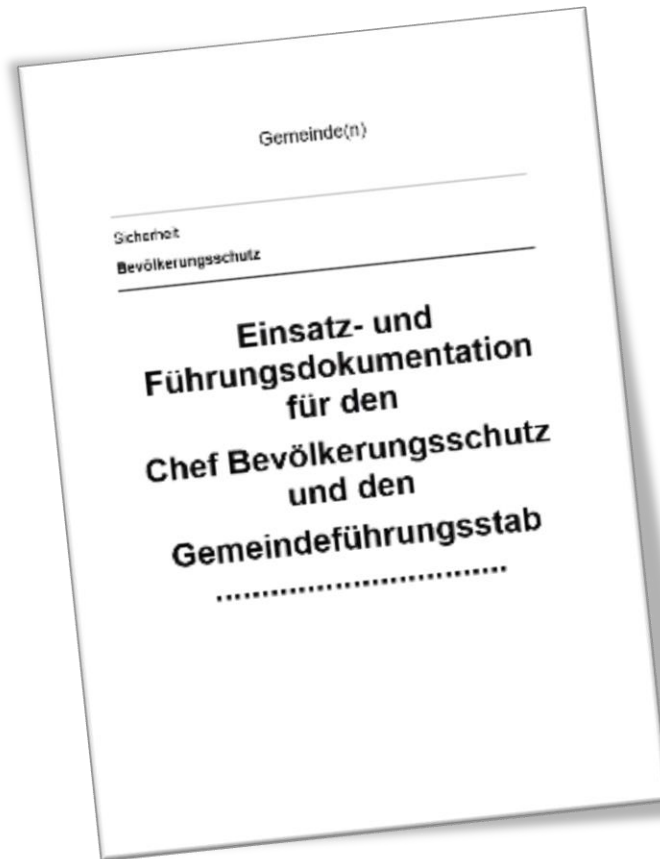 Gemeinde(n)
Sicherheit
Bevölkerungsschutz
Einsatz- und
Führungsdokumentation
für den
Chef Bevölkerungsschutz
und den
Gemeindeführungsstab
.................................